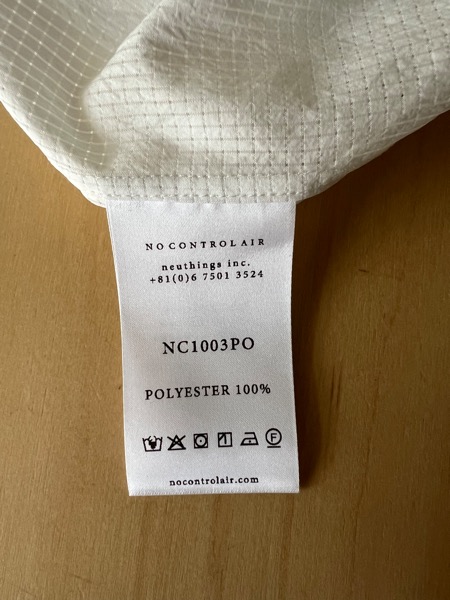 NO CONTROL AIR
neuthings inc.
+81(0)6 7501 3524
NC1003PO
POLYESTER 100%
F
nocontrolair.com